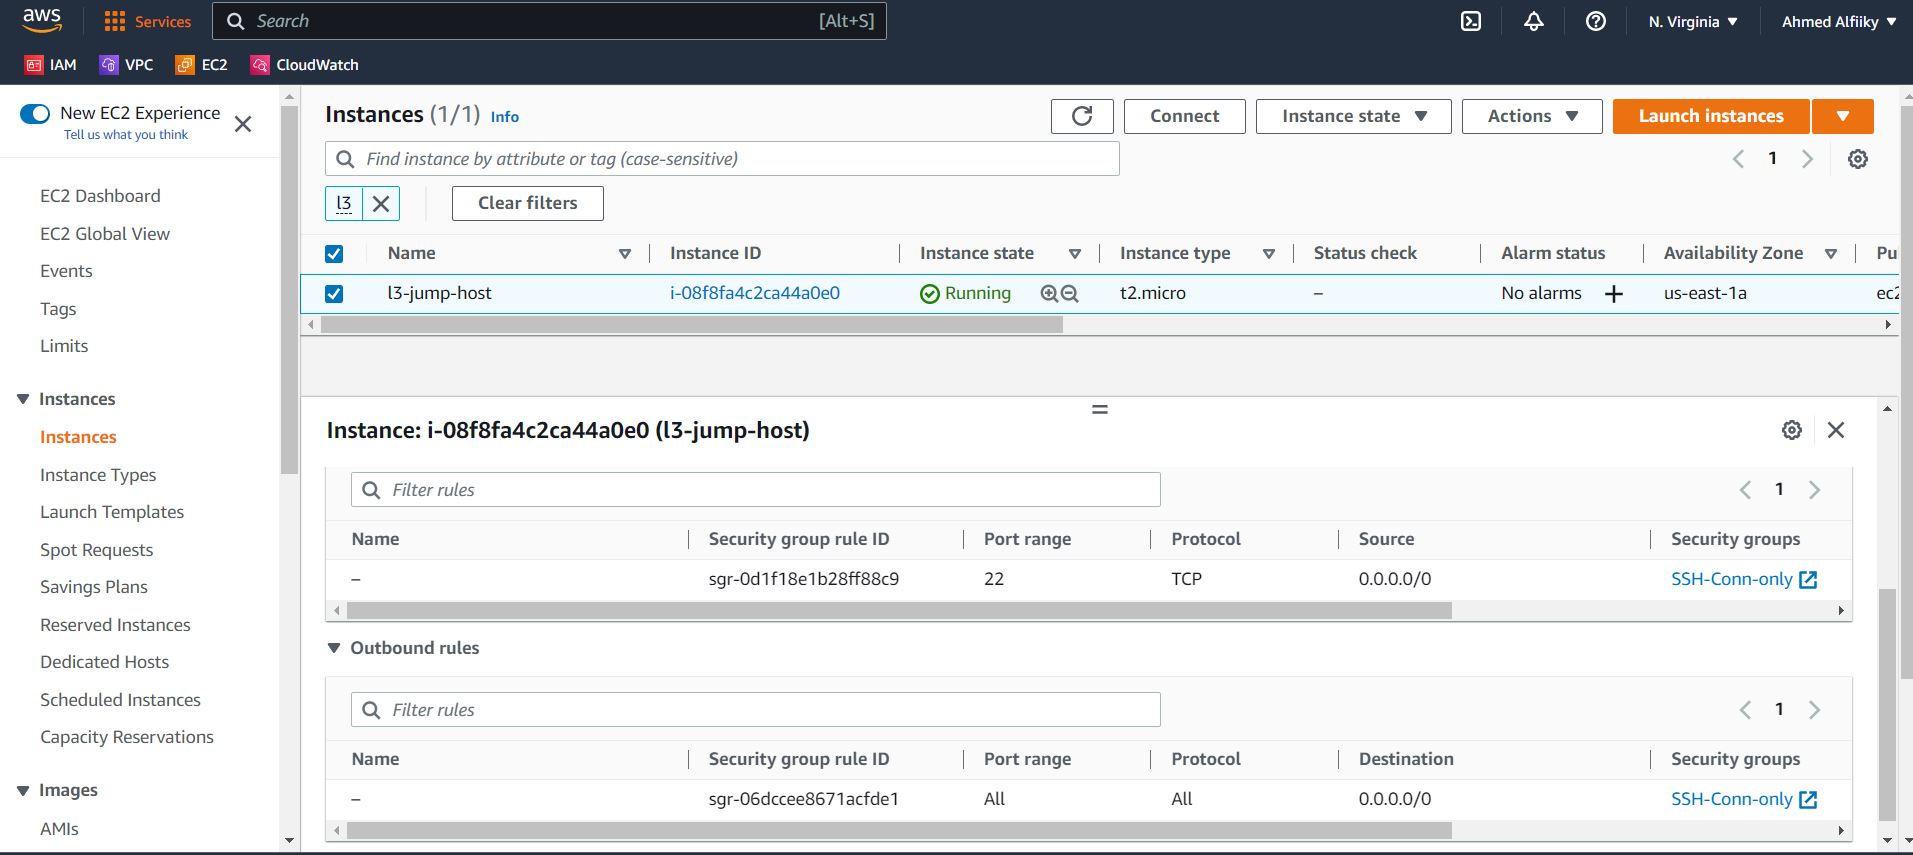 aws Services Search [Alt+S] N. Virginia Ahmed Alfiiky
IAM VPC EC2 CloudWatch
New EC2 Experience
Tell us what you think
EC2 Dashboard
EC2 Global View
Events
Tags
Limits
Instances
Instances
Instance Types
Launch Templates
Spot Requests
Savings Plans
Reserved Instances
Dedicated Hosts
Scheduled Instances
Capacity Reservations
Images
AMIs
Instances (1/1) Info Connect Instance state Actions Launch instances
Find instance by attribute or tag (case-sensitive) 1
l3 Clear filters
Name Instance ID Instance state Instance type Status check Alarm status Availability Zone Pu
l3-jump-host i-08f8fa4c2ca44a0e0 Running t2.micro – No alarms + us-east-1a ec2
Instance: i-08f8fa4c2ca44a0e0 (l3-jump-host)
Filter rules 1
Name Security group rule ID Port range Protocol Source Security groups
– sgr-0d1f18e1b28ff88c9 22 TCP 0.0.0.0/0 SSH-Conn-only
Outbound rules
Filter rules 1
Name Security group rule ID Port range Protocol Destination Security groups
– sgr-06dccee8671acfde1 All All 0.0.0.0/0 SSH-Conn-only